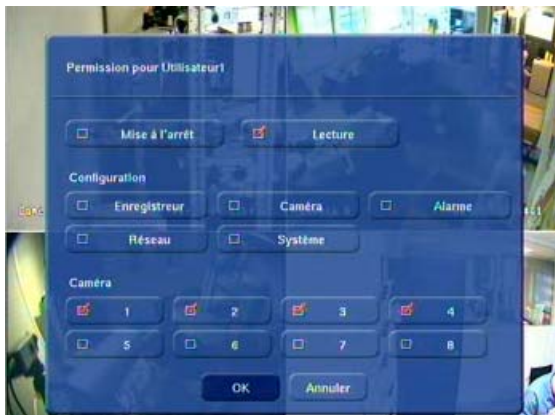 Permission pour Utilisateur1
Mise à l'arrêt Lecture
Configuration
Enregistreur Caméra Alarme
Réseau Système
Caméra
1 2 3 4
5 6 7 8
OK Annuler